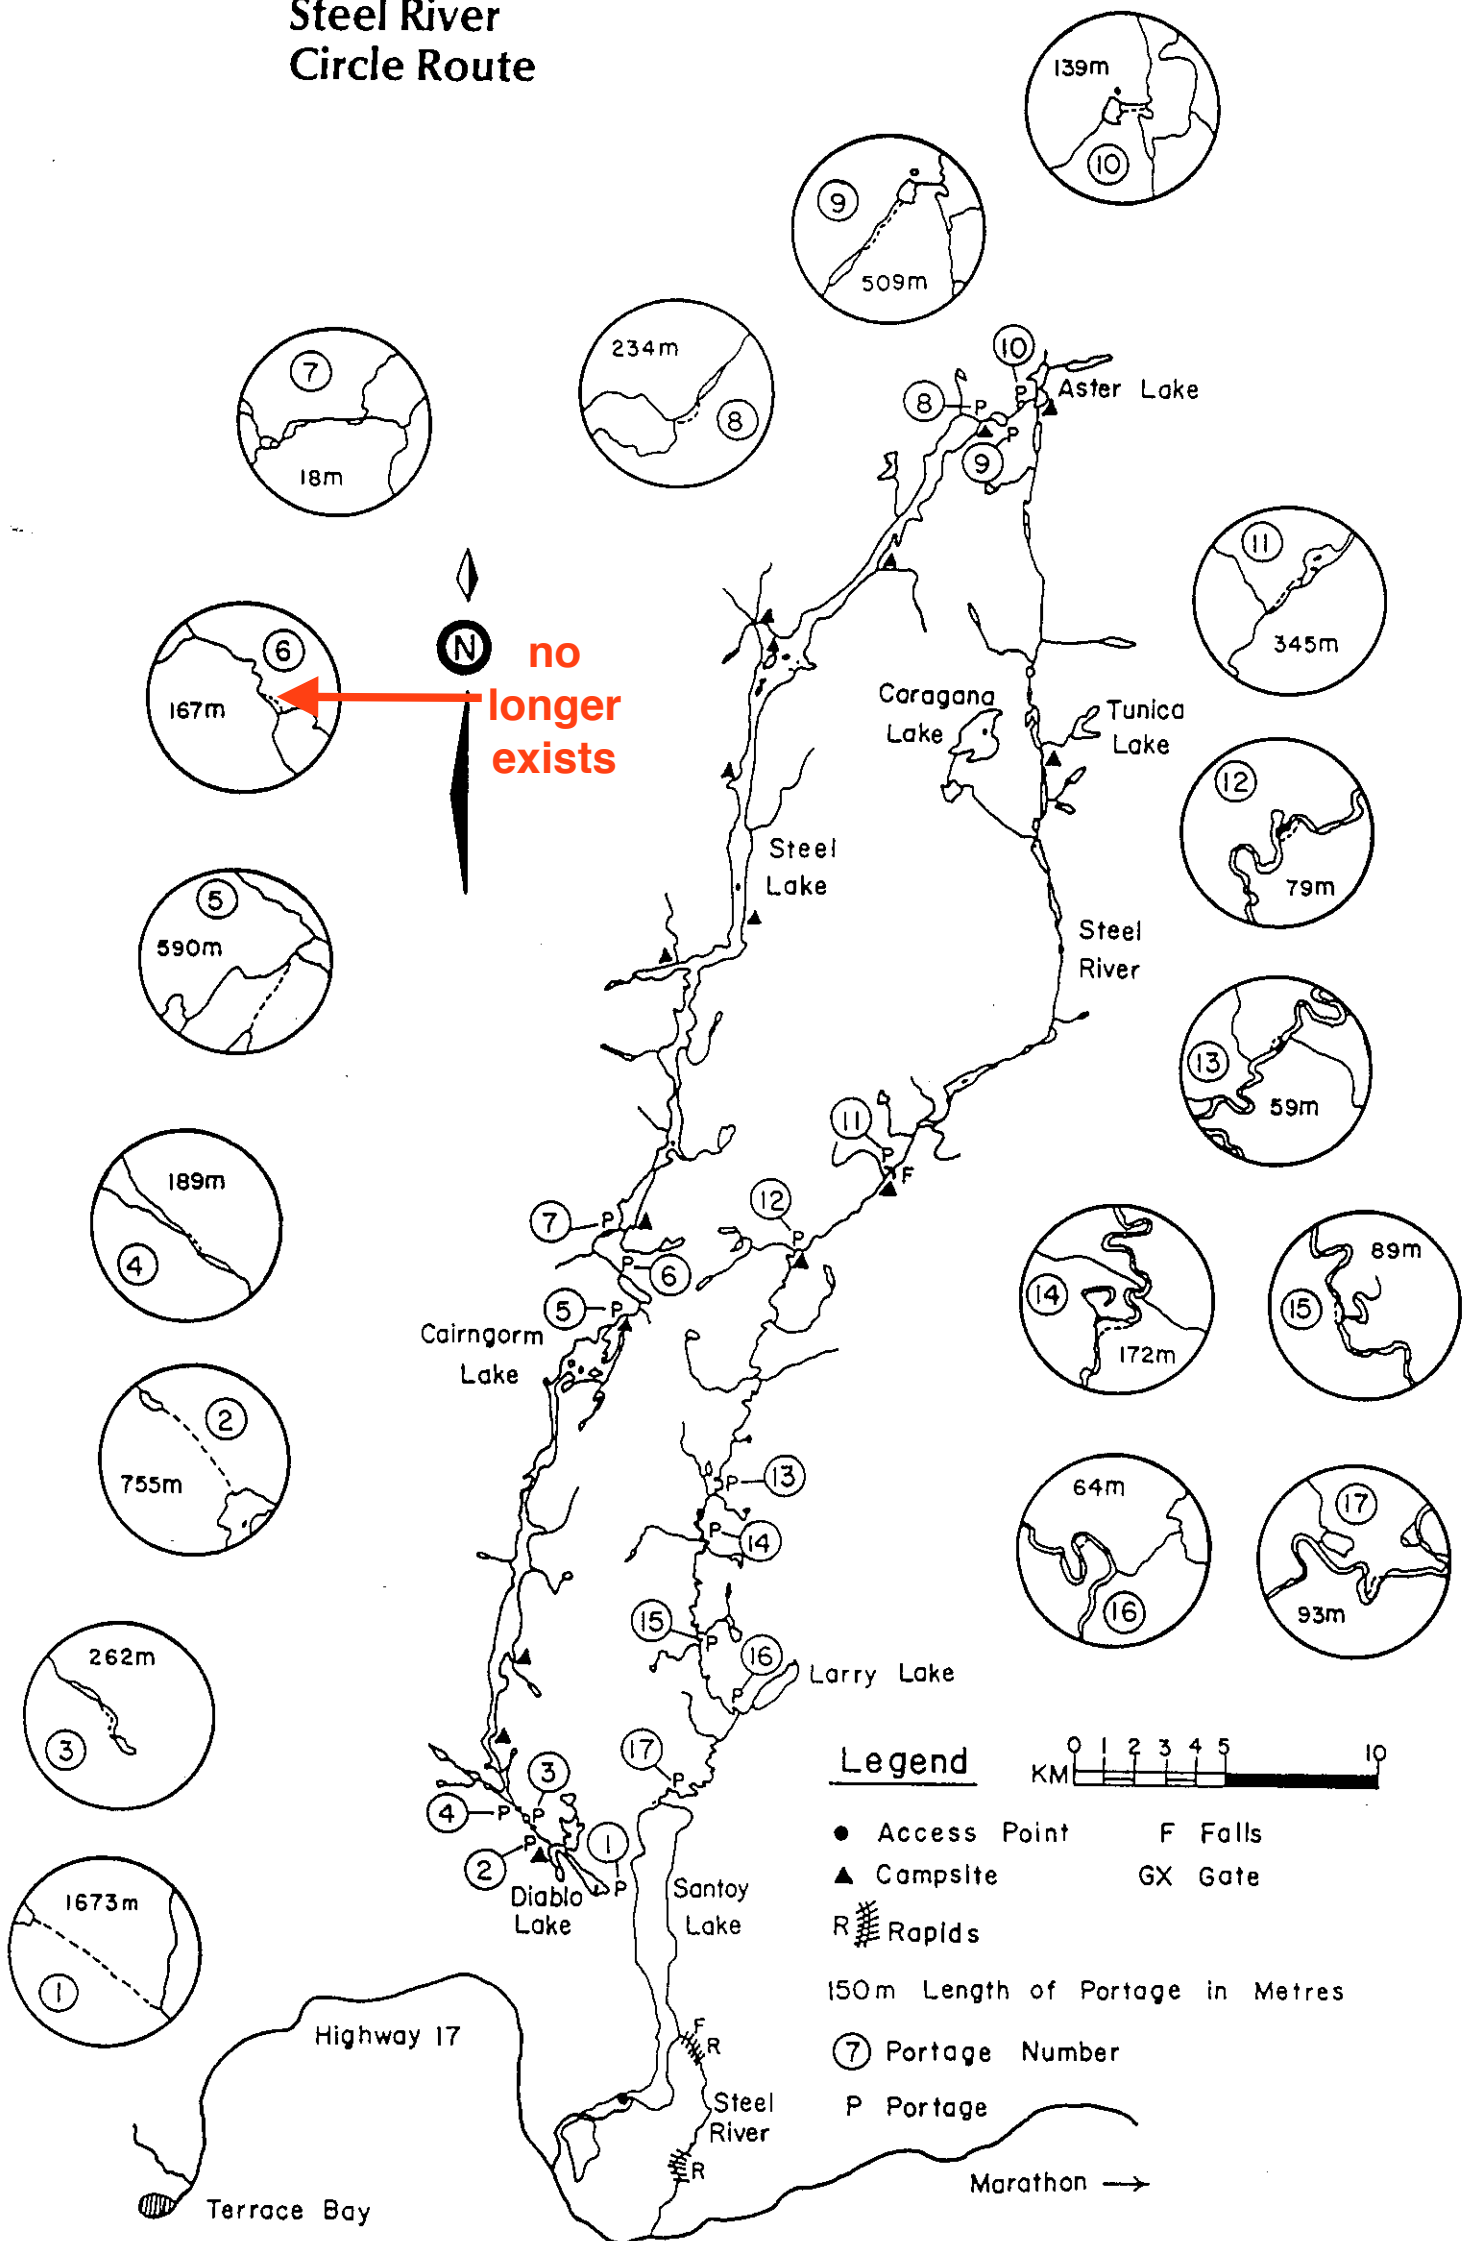 Steel River
Circle Route
139m
10
9
509m
7
18m
234m
8
10
8
P
P
Aster Lake
P
9
11
345m
6
167m
N
no
longer
exists
Caragana
Lake
Tunica
Lake
12
79m
Steel
Lake
5
590m
Steel
River
13
59m
11
P
F
4
189m
12
P
7
P
P
6
5
P
Cairngorm
Lake
14
172m
15
89m
2
755m
P
13
P
14
64m
16
17
93m
15
P
16
P
Larry Lake
262m
3
17
P
3
4
P
P
P
2
1
P
Diablo
Lake
Santoy
Lake
1673m
1
Legend
KM
0 1 2 3 4 5 10
Access Point
F Falls
Campsite
GX Gate
R Rapids
150m Length of Portage in Metres
7 Portage Number
P Portage
Highway 17
F
R
Steel
River
R
Marathon
Terrace Bay